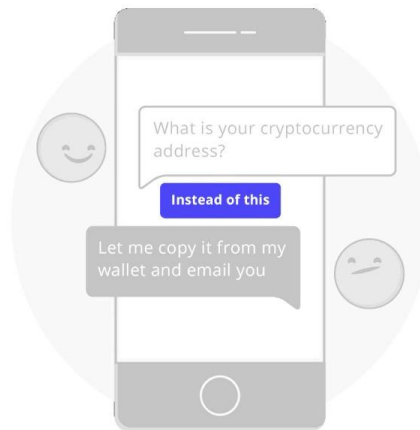 What is your cryptocurrency
address?
Instead of this
Let me copy it from my
wallet and email you